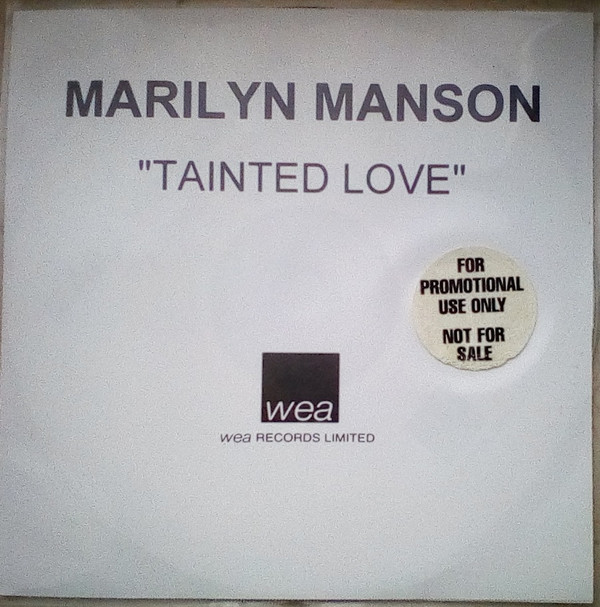 MARILYN MANSON
"TAINTED LOVE"
FOR
PROMOTIONAL
USE ONLY
NOT FOR
SALE
wea
wea RECORDS LIMITED